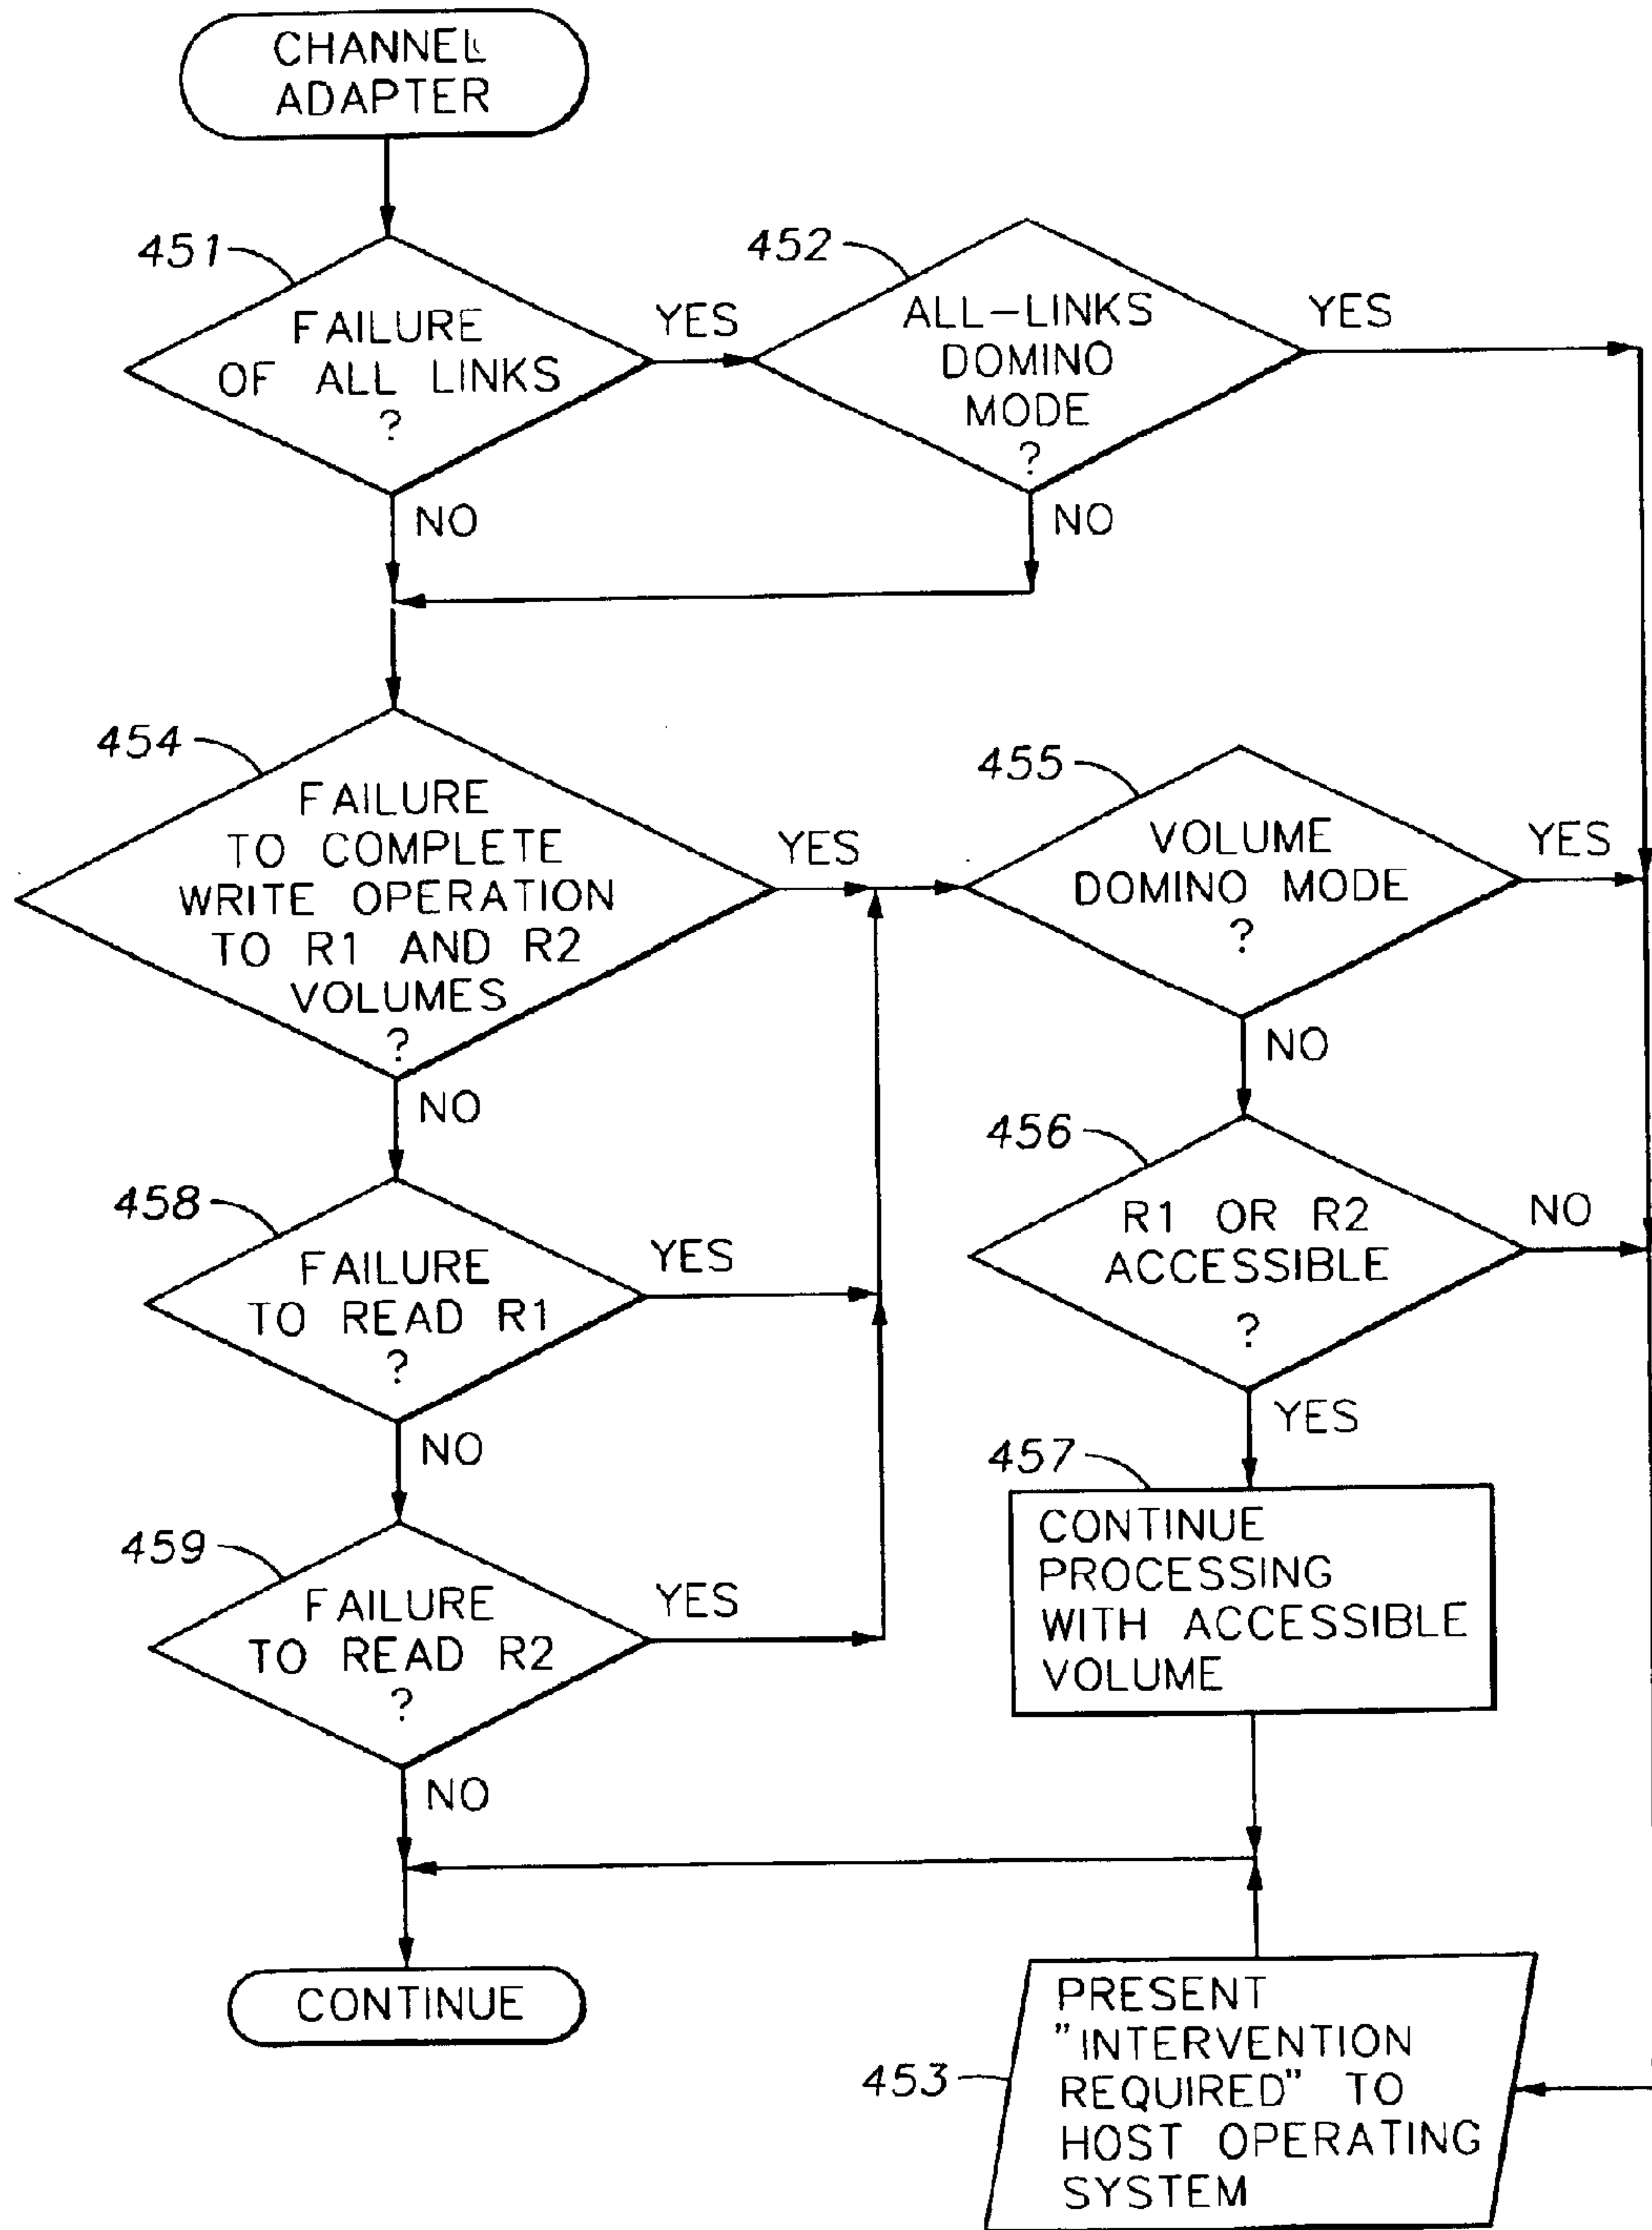 CHANNEL
ADAPTER
451
FAILURE
OF ALL LINKS
?
YES
NO
452
ALL-LINKS
DOMINO
MODE
?
YES
NO
454
FAILURE
TO COMPLETE
WRITE OPERATION
TO R1 AND R2
VOLUMES
?
YES
NO
455
VOLUME
DOMINO MODE
?
YES
NO
456
R1 OR R2
ACCESSIBLE
?
NO
YES
458
FAILURE
TO READ R1
?
YES
NO
457
CONTINUE
PROCESSING
WITH ACCESSIBLE
VOLUME
459
FAILURE
TO READ R2
?
YES
NO
CONTINUE
453
PRESENT
"INTERVENTION
REQUIRED" TO
HOST OPERATING
SYSTEM